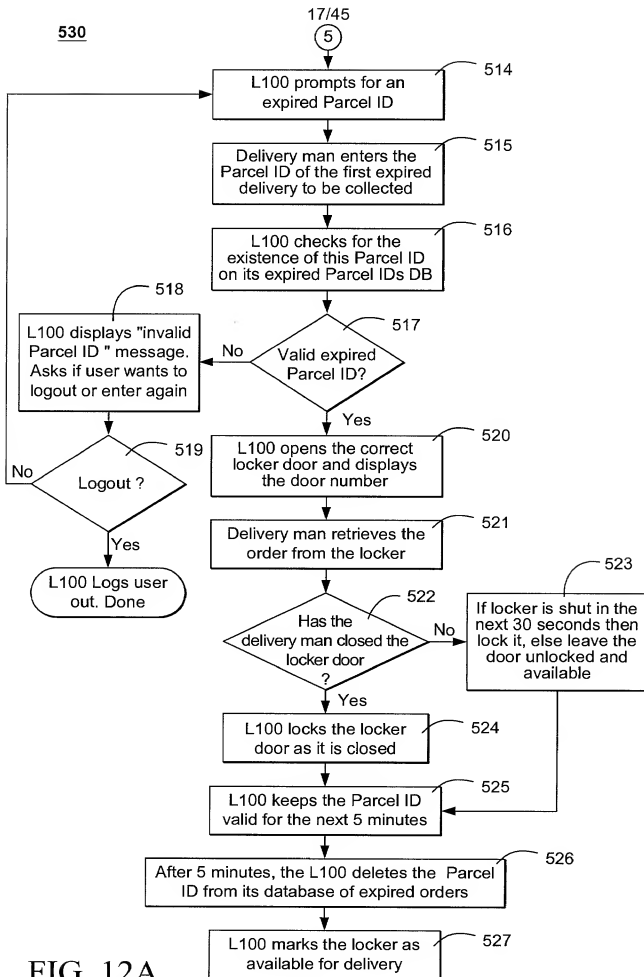 530
17/45
5
L100 prompts for an
expired Parcel ID
514
Delivery man enters the
Parcel ID of the first expired
delivery to be collected
515
L100 checks for the
existence of this Parcel ID
on its expired Parcel IDs DB
516
Valid expired
Parcel ID?
517
No
Yes
L100 displays "invalid
Parcel ID " message.
Asks if user wants to
logout or enter again
518
Logout ?
519
No
Yes
L100 Logs user
out. Done
L100 opens the correct
locker door and displays
the door number
520
Delivery man retrieves the
order from the locker
521
Has the
delivery man closed the
locker door
?
522
No
Yes
If locker is shut in the
next 30 seconds then
lock it, else leave the
door unlocked and
available
523
L100 locks the locker
door as it is closed
524
L100 keeps the Parcel ID
valid for the next 5 minutes
525
After 5 minutes, the L100 deletes the Parcel
ID from its database of expired orders
526
L100 marks the locker as
available for delivery
527
FIG. 12A